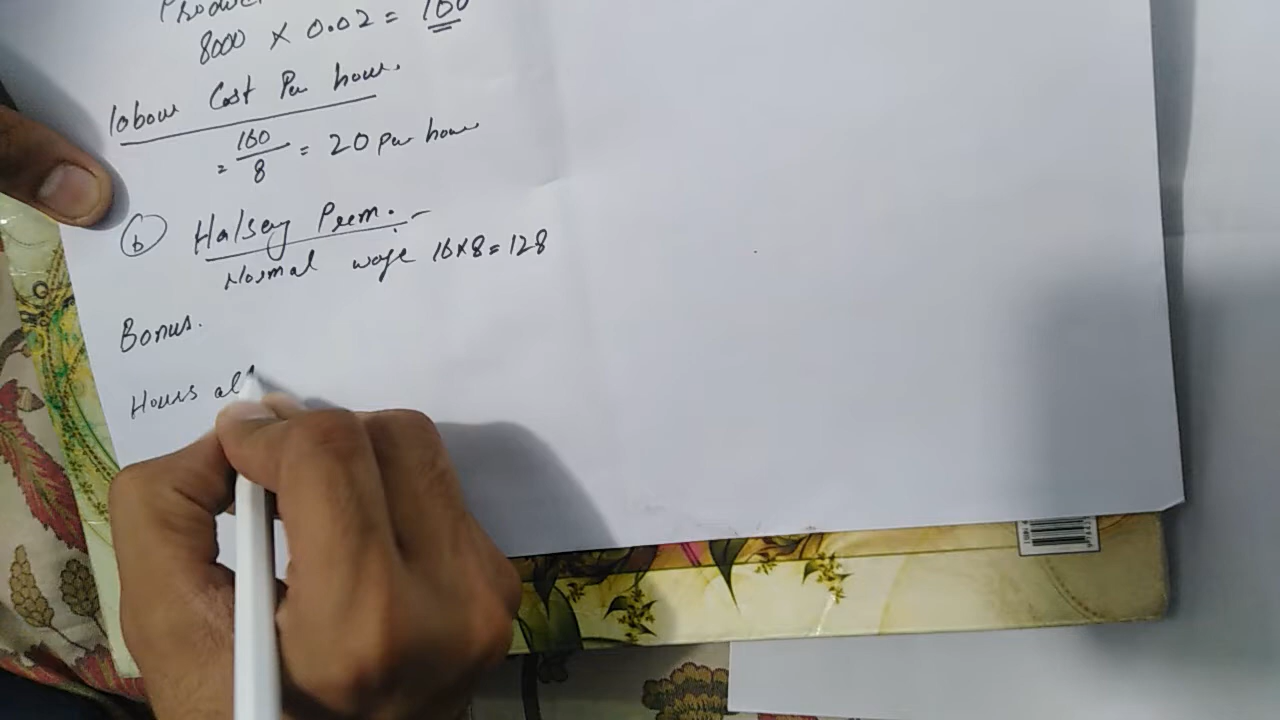 8000 × 0.02 = 160
labour Cost Per hour.
= 160/8 = 20 per hour
(b) Halsey Prem. -
Normal wage 16×8=128
Bonus.
Hours all